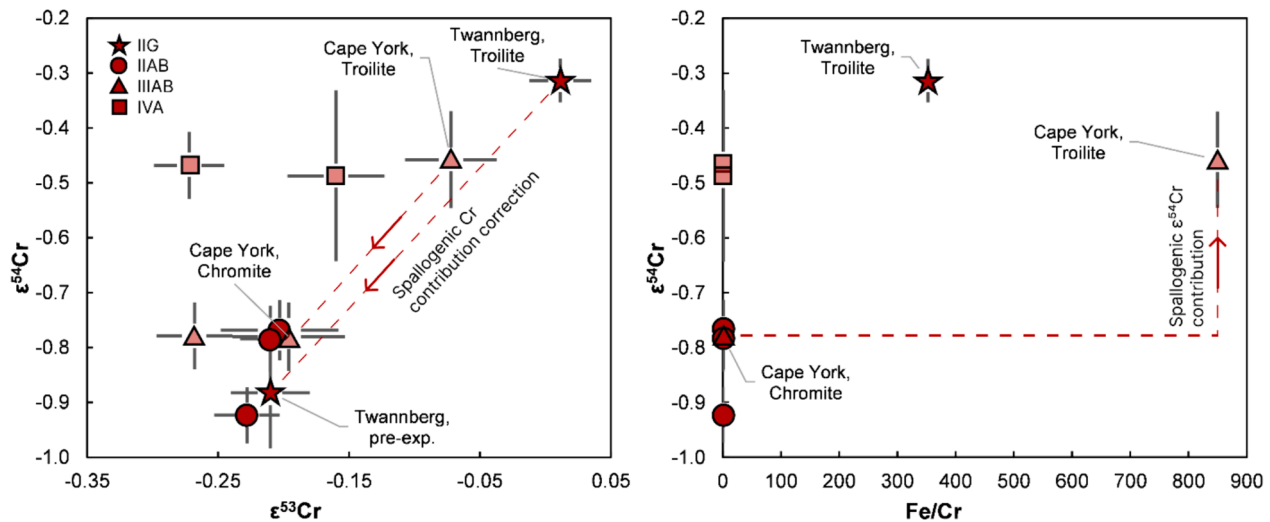 -0.2
-0.3
-0.4
-0.5
-0.6
-0.7
-0.8
-0.9
-1.0
ε⁵⁴Cr
IIG
IIAB
IIIAB
IVA
Cape York,
Troilite
Twannberg,
Troilite
Spallogenic Cr
contribution correction
Cape York,
Chromite
Twannberg,
pre-exp.
-0.35
-0.25
-0.15
-0.05
0.05
ε⁵³Cr
-0.2
-0.3
-0.4
-0.5
-0.6
-0.7
-0.8
-0.9
-1.0
ε⁵⁴Cr
Twannberg,
Troilite
Cape York,
Troilite
Spallogenic ε⁵⁴Cr
contribution
Cape York,
Chromite
0
100
200
300
400
500
600
700
800
900
Fe/Cr